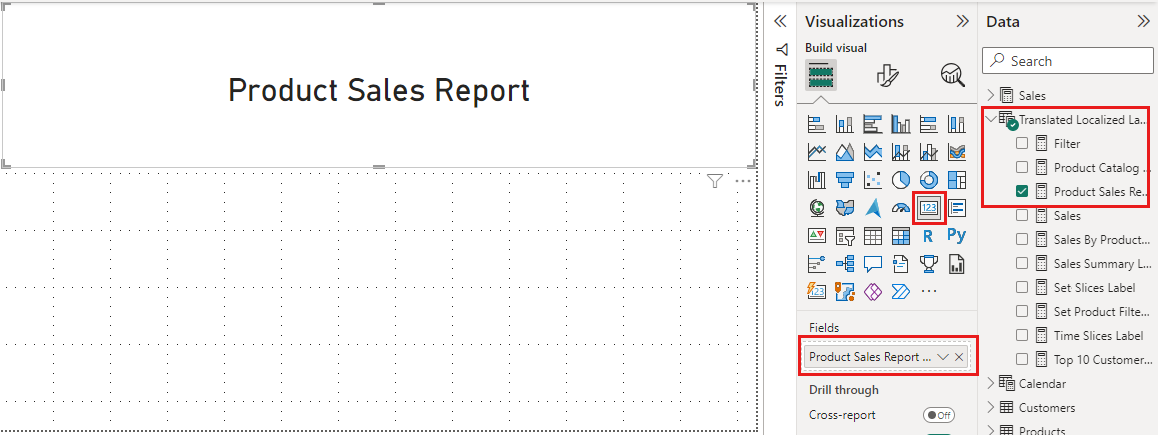 Product Sales Report
Filters
Visualizations
Build visual
123
R
Py
123
Fields
Product Sales Report ...
Drill through
Cross-report
Off
Data
Search
Sales
Translated Localized La...
Filter
Product Catalog ...
Product Sales Re...
Sales
Sales By Product...
Sales Summary L...
Set Slices Label
Set Product Filte...
Time Slices Label
Top 10 Customer...
Calendar
Customers
Products